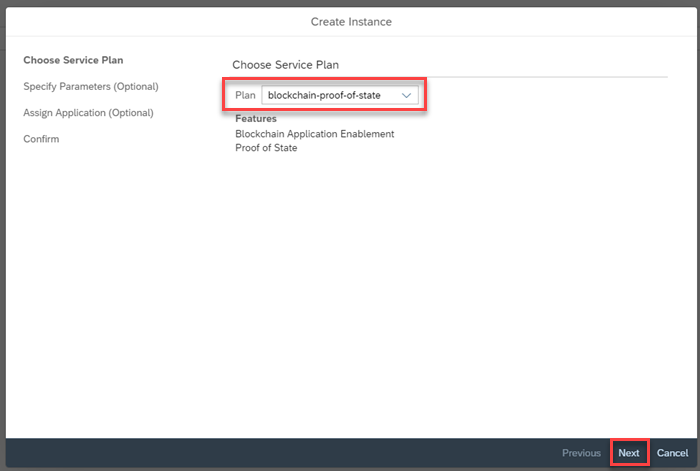 Create Instance
Choose Service Plan
Specify Parameters (Optional)
Assign Application (Optional)
Confirm
Choose Service Plan
Plan blockchain-proof-of-state
Features
Blockchain Application Enablement
Proof of State
Previous Next Cancel